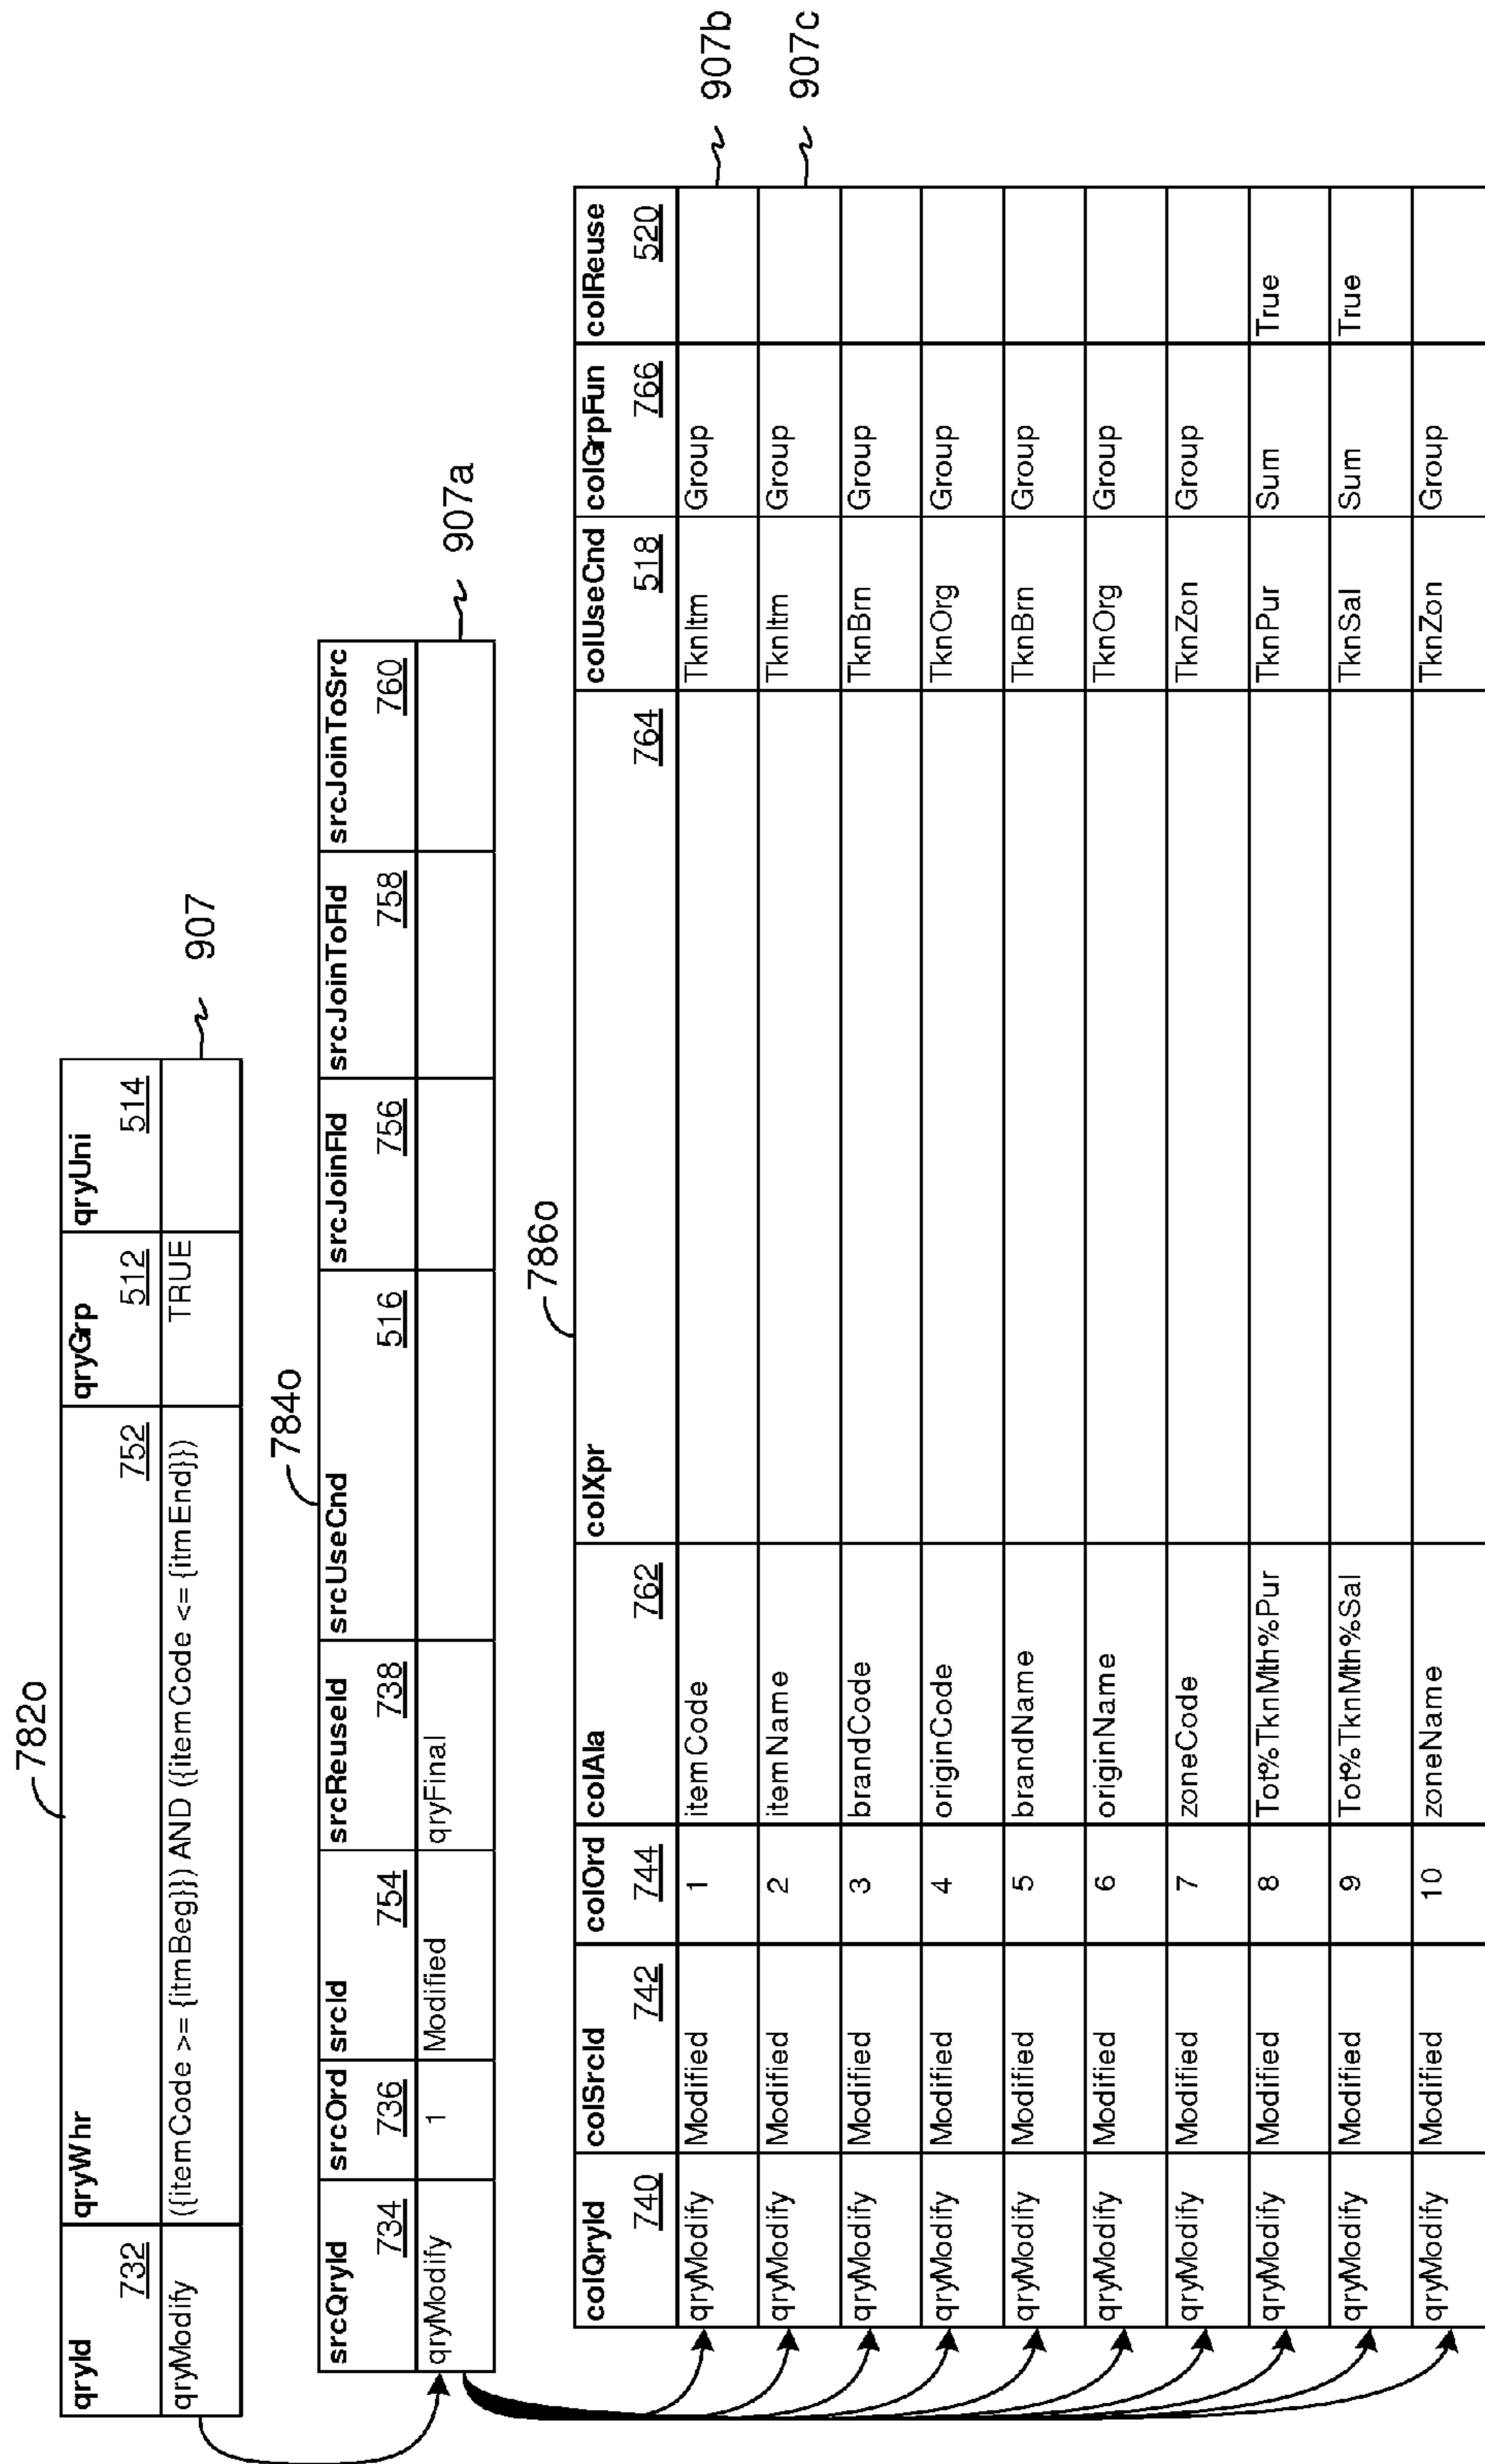 782o
qryId 732 qryWhr 752 qryGrp 512 qryUni 514
qryModify ({itemCode >= {itmBeg}}) AND ({itemCode <= {itmEnd}}) TRUE
907
784o
srcQryId 734 srcOrd 736 srcId 754 srcReuseId 738 srcUseCnd 516 srcJoinFld 756 srcJoinToFld 758 srcJoinToSrc 760
qryModify 1 Modified qryFinal
907a
786o
colQryId 740 colSrcId 742 colOrd 744 colAla 762 colXpr 764 colUseCnd 518 colGrpFun 766 colReuse 520
qryModify Modified 1 itemCode TknItm Group
907b
qryModify Modified 2 itemName TknItm Group
907c
qryModify Modified 3 brandCode TknBrn Group
qryModify Modified 4 originCode TknOrg Group
qryModify Modified 5 brandName TknBrn Group
qryModify Modified 6 originName TknOrg Group
qryModify Modified 7 zoneCode TknZon Group
qryModify Modified 8 Tot%TknMth%Pur TknPur Sum True
qryModify Modified 9 Tot%TknMth%Sal TknSal Sum True
qryModify Modified 10 zoneName TknZon Group